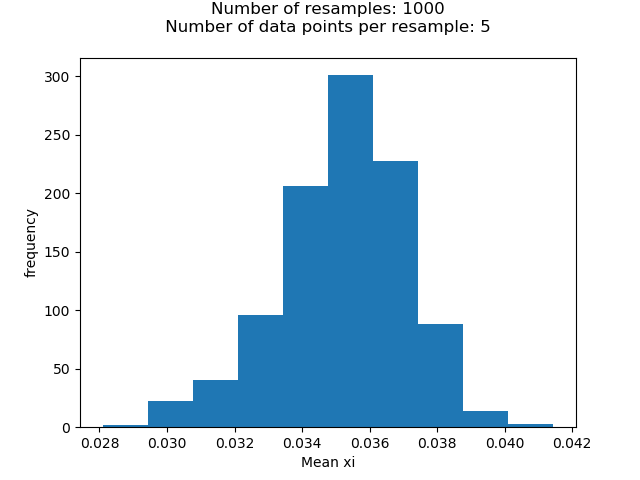 Number of resamples: 1000
Number of data points per resample: 5
300
250
200
150
100
50
0
frequency
0.028 0.030 0.032 0.034 0.036 0.038 0.040 0.042
Mean xi